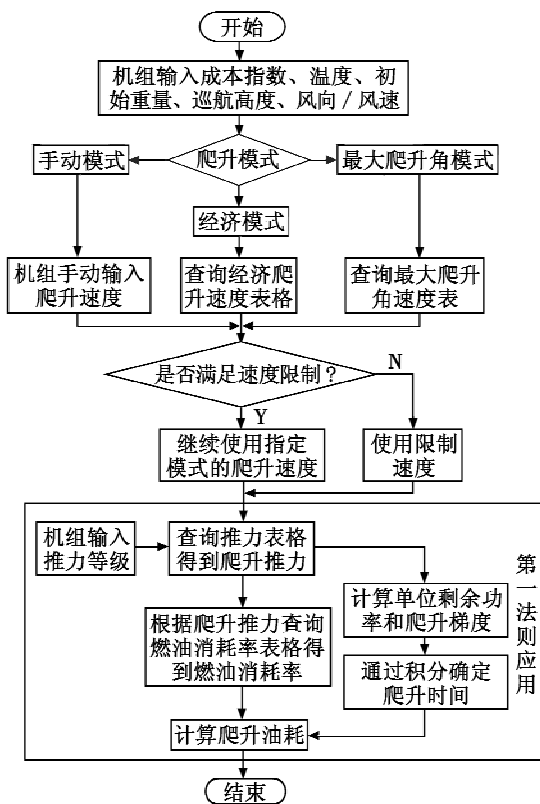 开始
机组输入成本指数、温度、初
始重量、巡航高度、风向/风速
手动模式
爬升模式
最大爬升角模式
经济模式
机组手动输入
爬升速度
查询经济爬
升速度表格
查询最大爬升
角速度表
是否满足速度限制？
N
Y
继续使用指定
模式的爬升速度
使用限制
速度
机组输入
推力等级
查询推力表格
得到爬升推力
第一法则应用
计算单位剩余功
率和爬升梯度
根据爬升推力查询
燃油消耗率表格得
到燃油消耗率
通过积分确定
爬升时间
计算爬升油耗
结束